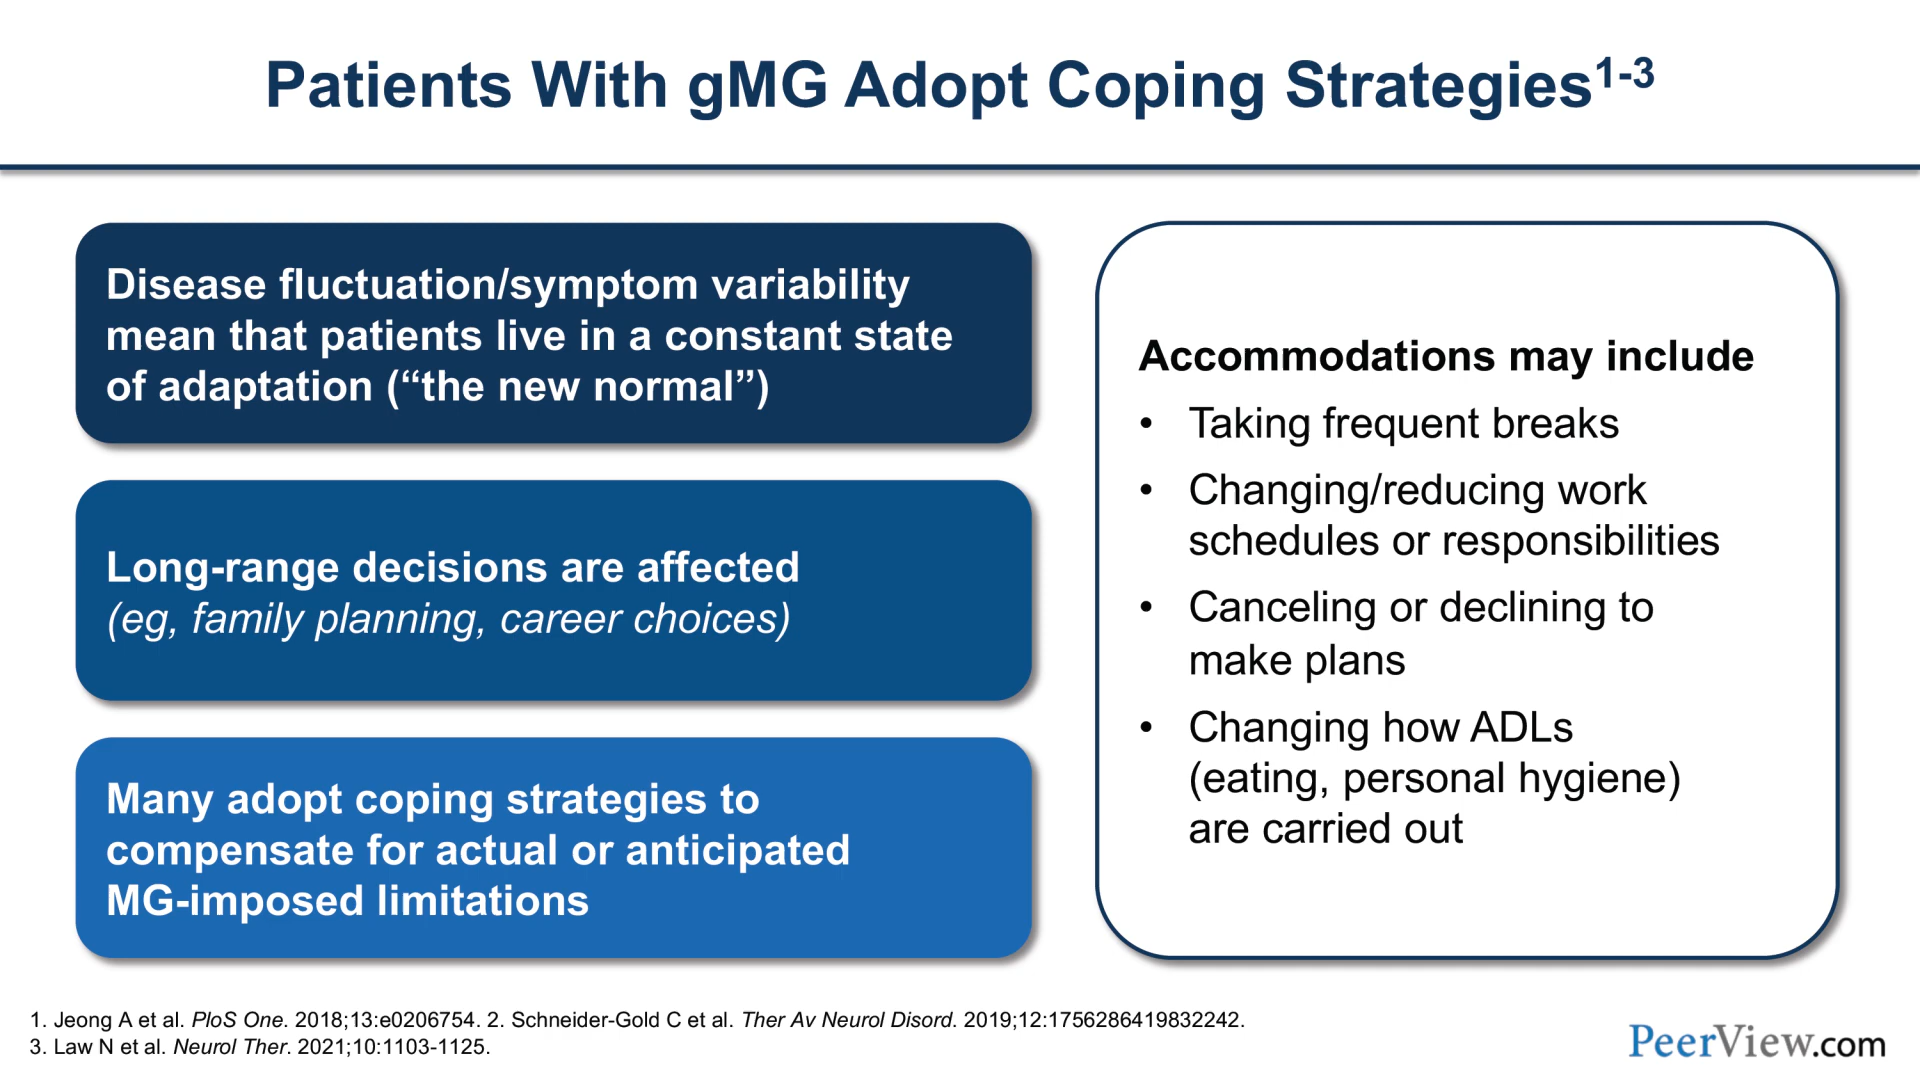 Patients With gMG Adopt Coping Strategies1-3
Disease fluctuation/symptom variability
mean that patients live in a constant state
of adaptation (“the new normal”)
Long-range decisions are affected
(eg, family planning, career choices)
Many adopt coping strategies to
compensate for actual or anticipated
MG-imposed limitations
Accommodations may include
• Taking frequent breaks
• Changing/reducing work
schedules or responsibilities
• Canceling or declining to
make plans
• Changing how ADLs
(eating, personal hygiene)
are carried out
1. Jeong A et al. PloS One. 2018;13:e0206754. 2. Schneider-Gold C et al. Ther Av Neurol Disord. 2019;12:1756286419832242.
3. Law N et al. Neurol Ther. 2021;10:1103-1125.
PeerView.com